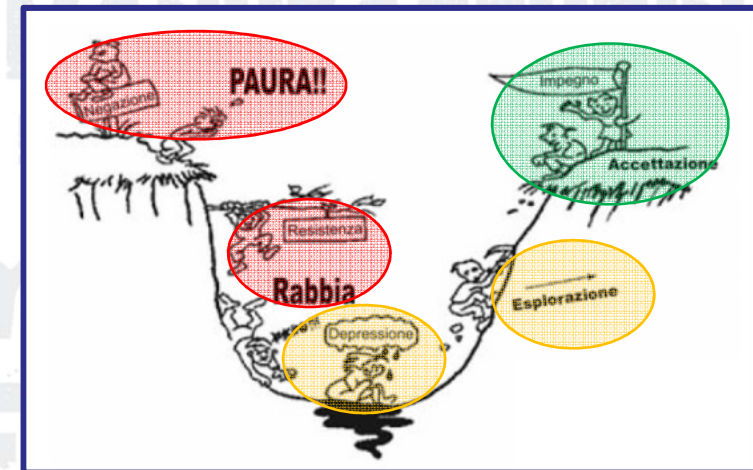 PAURA!!
Negazione
Resistenza
Rabbia
Depressione
Esplorazione
Impegno
Accettazione